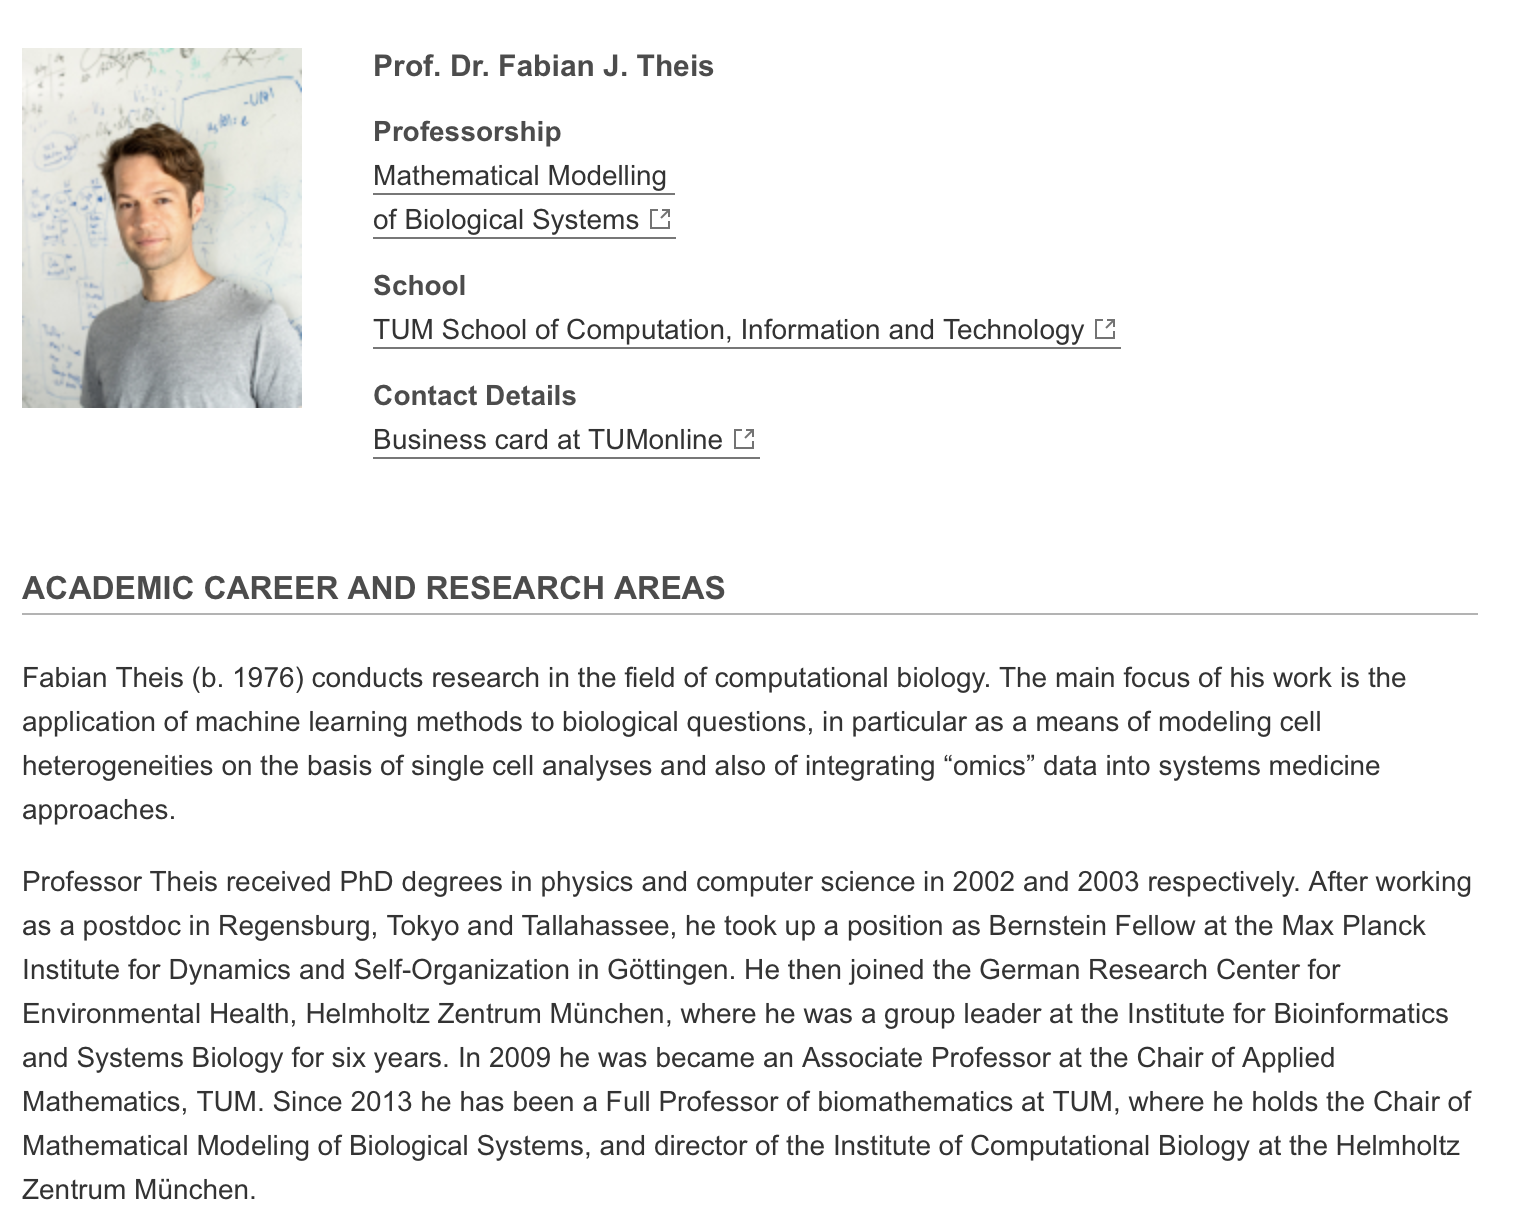 Prof. Dr. Fabian J. Theis
Professorship
Mathematical Modelling
of Biological Systems
School
TUM School of Computation, Information and Technology
Contact Details
Business card at TUMonline
ACADEMIC CAREER AND RESEARCH AREAS
Fabian Theis (b. 1976) conducts research in the field of computational biology. The main focus of his work is the
application of machine learning methods to biological questions, in particular as a means of modeling cell
heterogeneities on the basis of single cell analyses and also of integrating “omics” data into systems medicine
approaches.
Professor Theis received PhD degrees in physics and computer science in 2002 and 2003 respectively. After working
as a postdoc in Regensburg, Tokyo and Tallahassee, he took up a position as Bernstein Fellow at the Max Planck
Institute for Dynamics and Self-Organization in Göttingen. He then joined the German Research Center for
Environmental Health, Helmholtz Zentrum München, where he was a group leader at the Institute for Bioinformatics
and Systems Biology for six years. In 2009 he was became an Associate Professor at the Chair of Applied
Mathematics, TUM. Since 2013 he has been a Full Professor of biomathematics at TUM, where he holds the Chair of
Mathematical Modeling of Biological Systems, and director of the Institute of Computational Biology at the Helmholtz
Zentrum München.